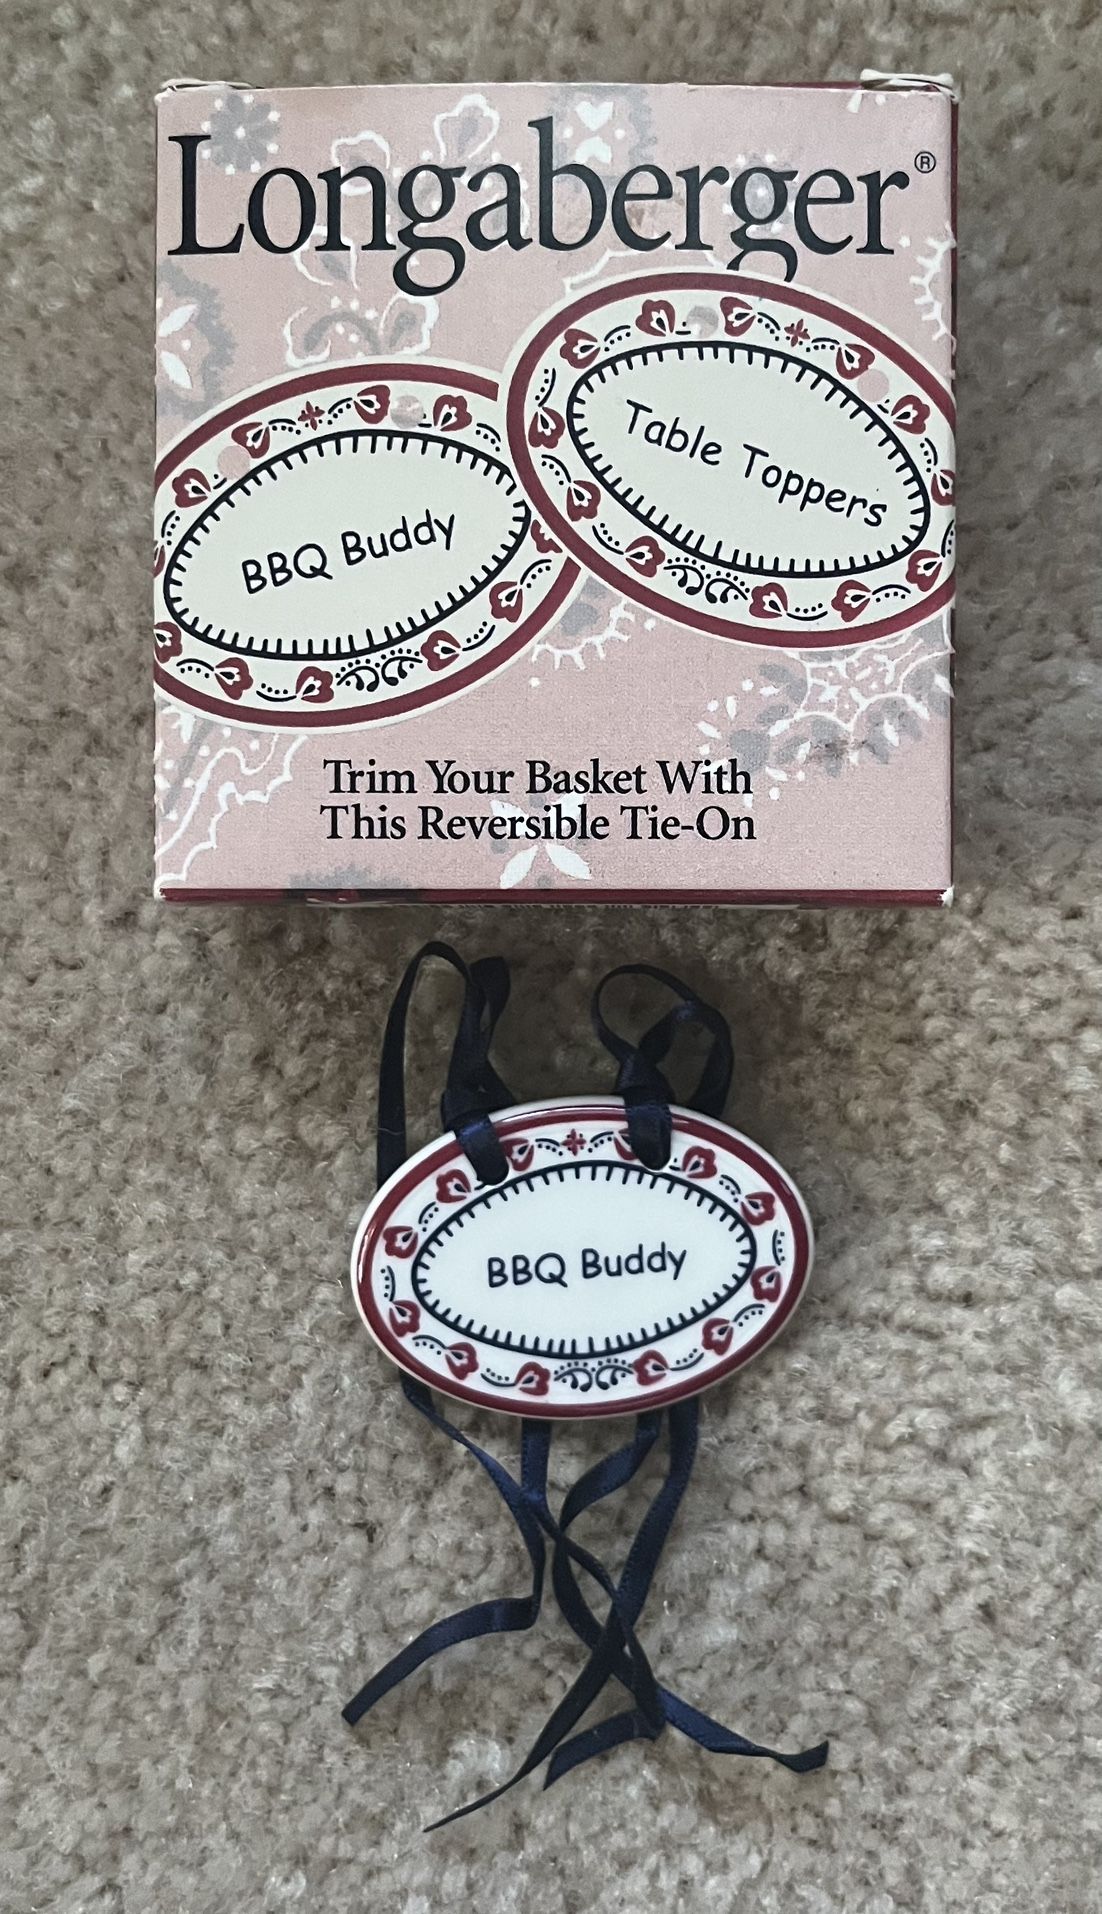 Longaberger®
BBQ Buddy
Table Toppers
Trim Your Basket With
This Reversible Tie-On
BBQ Buddy